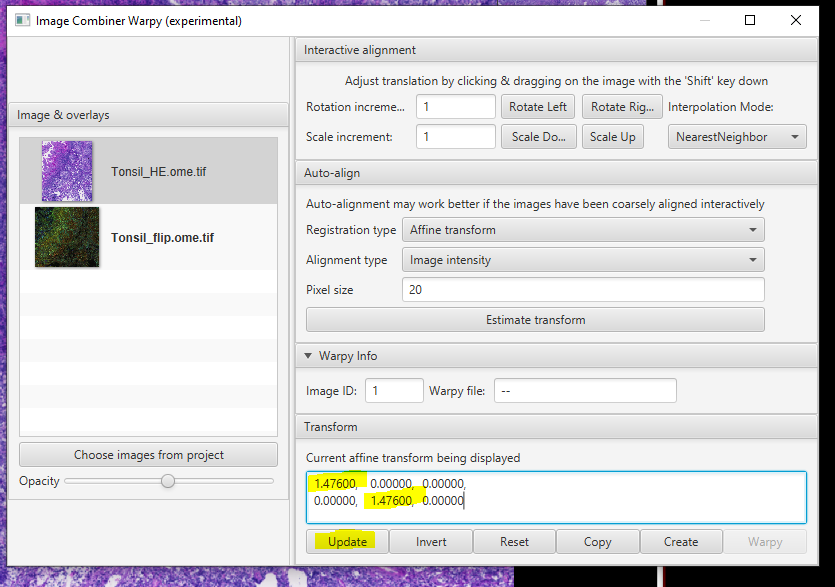 Image Combiner Warpy (experimental)
Image & overlays
Tonsil_HE.ome.tif
Tonsil_flip.ome.tif
Choose images from project
Opacity
Interactive alignment
Adjust translation by clicking & dragging on the image with the 'Shift' key down
Rotation increme... 1 Rotate Left Rotate Rig... Interpolation Mode:
Scale increment: 1 Scale Do... Scale Up NearestNeighbor
Auto-align
Auto-alignment may work better if the images have been coarsely aligned interactively
Registration type Affine transform
Alignment type Image intensity
Pixel size 20
Estimate transform
Warpy Info
Image ID: 1 Warpy file: --
Transform
Current affine transform being displayed
1.47600, 0.00000, 0.00000,
0.00000, 1.47600, 0.00000
Update Invert Reset Copy Create Warpy